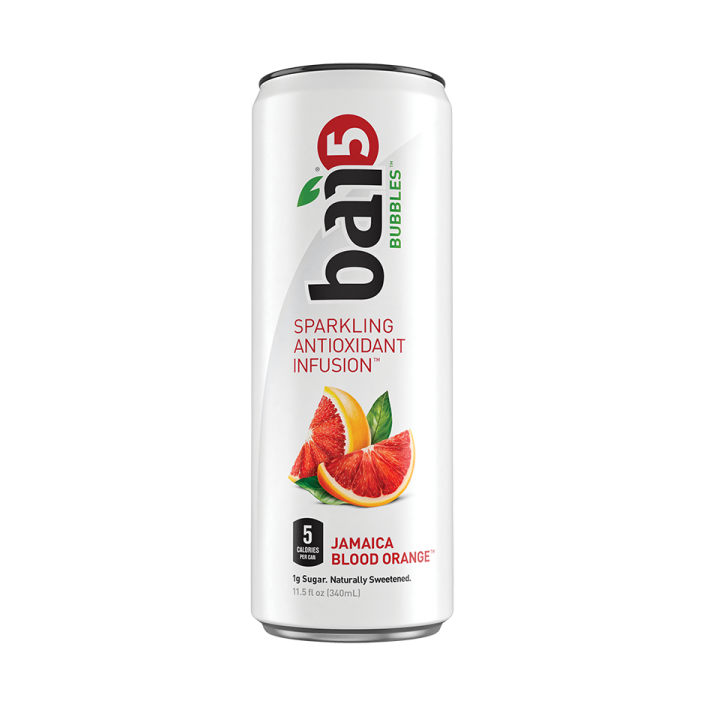 bai5®
BUBBLES™
SPARKLING
ANTIOXIDANT
INFUSION™
5
CALORIES
PER CAN
JAMAICA
BLOOD ORANGE™
1g Sugar. Naturally Sweetened.
11.5 fl oz (340mL)